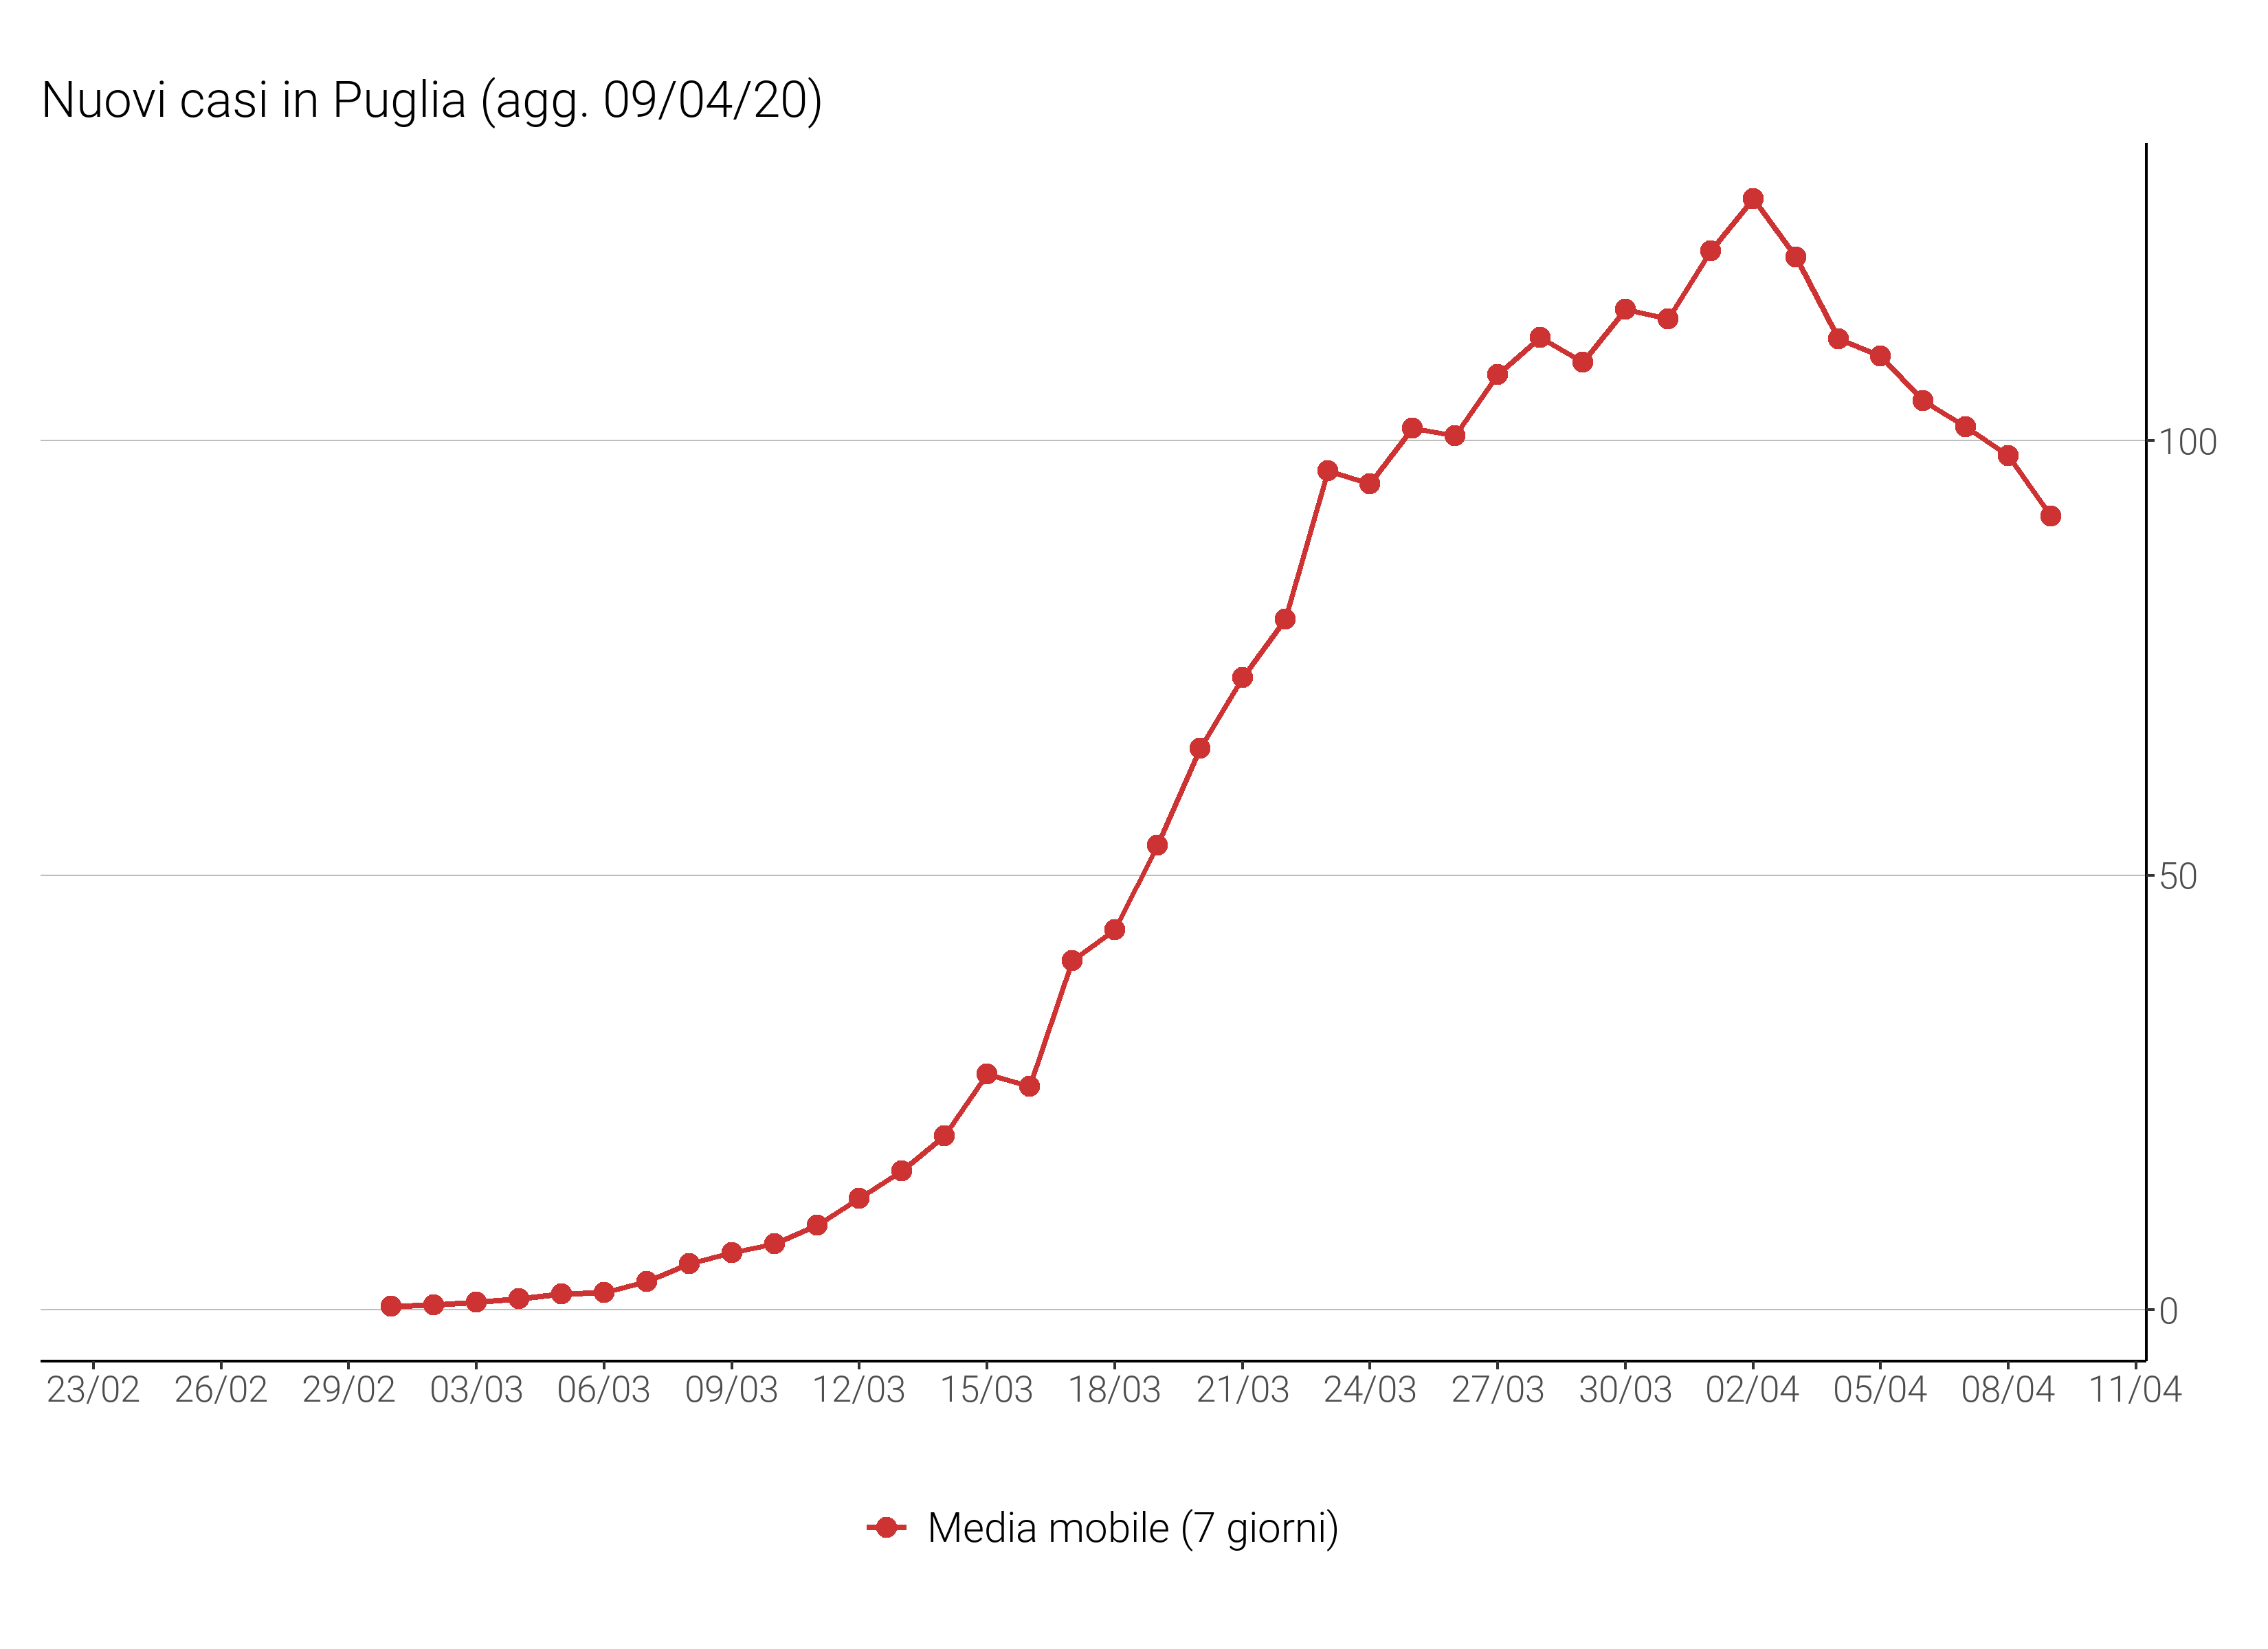 Nuovi casi in Puglia (agg. 09/04/20)
100
50
0
23/02 26/02 29/02 03/03 06/03 09/03 12/03 15/03 18/03 21/03 24/03 27/03 30/03 02/04 05/04 08/04 11/04
Media mobile (7 giorni)